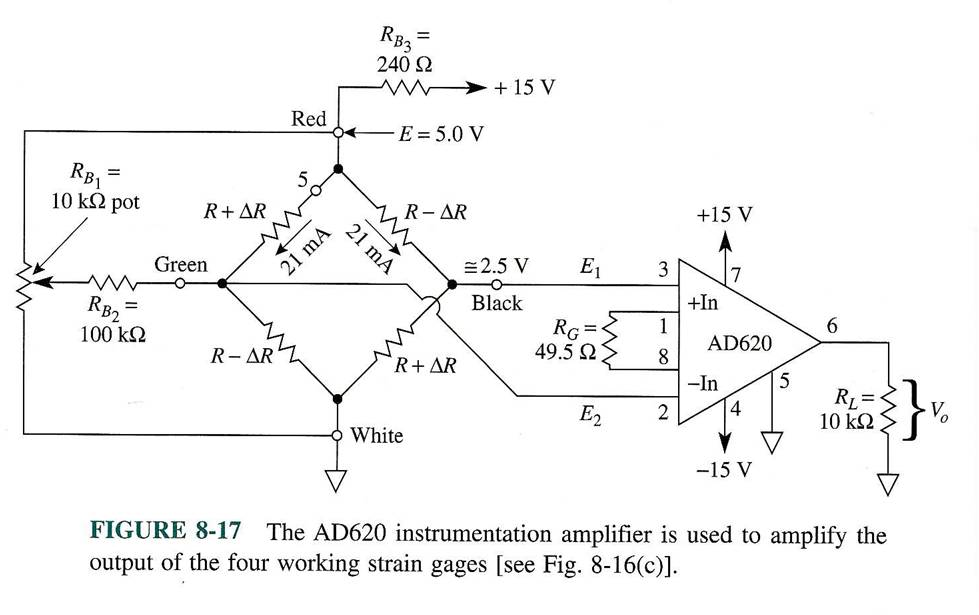 R_B3 =
240 Ω
+ 15 V
Red
E = 5.0 V
R_B1 =
10 kΩ pot
5
R + ΔR
R − ΔR
21 mA
21 mA
+15 V
Green
≅ 2.5 V
E1
3
7
Black
+In
R_B2 =
100 kΩ
R_G =
49.5 Ω
1
6
AD620
8
R − ΔR
R + ΔR
−In
5
R_L =
10 kΩ
V_o
E2
2
4
White
−15 V
FIGURE 8-17 The AD620 instrumentation amplifier is used to amplify the
output of the four working strain gages [see Fig. 8-16(c)].